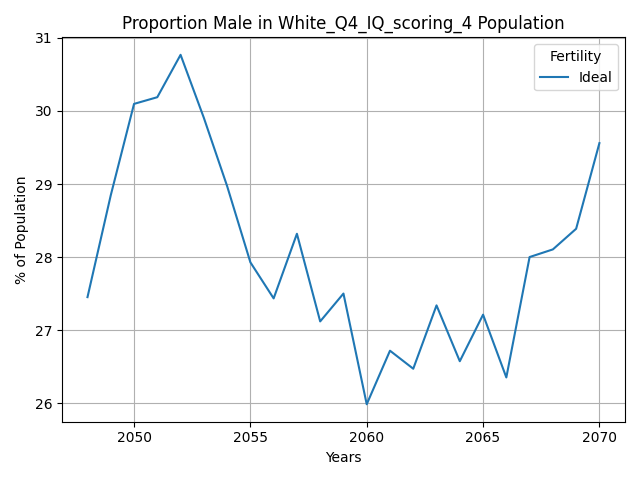 Proportion Male in White_Q4_IQ_scoring_4 Population
31
30
29
28
27
26
% of Population
Fertility
Ideal
2050 2055 2060 2065 2070
Years